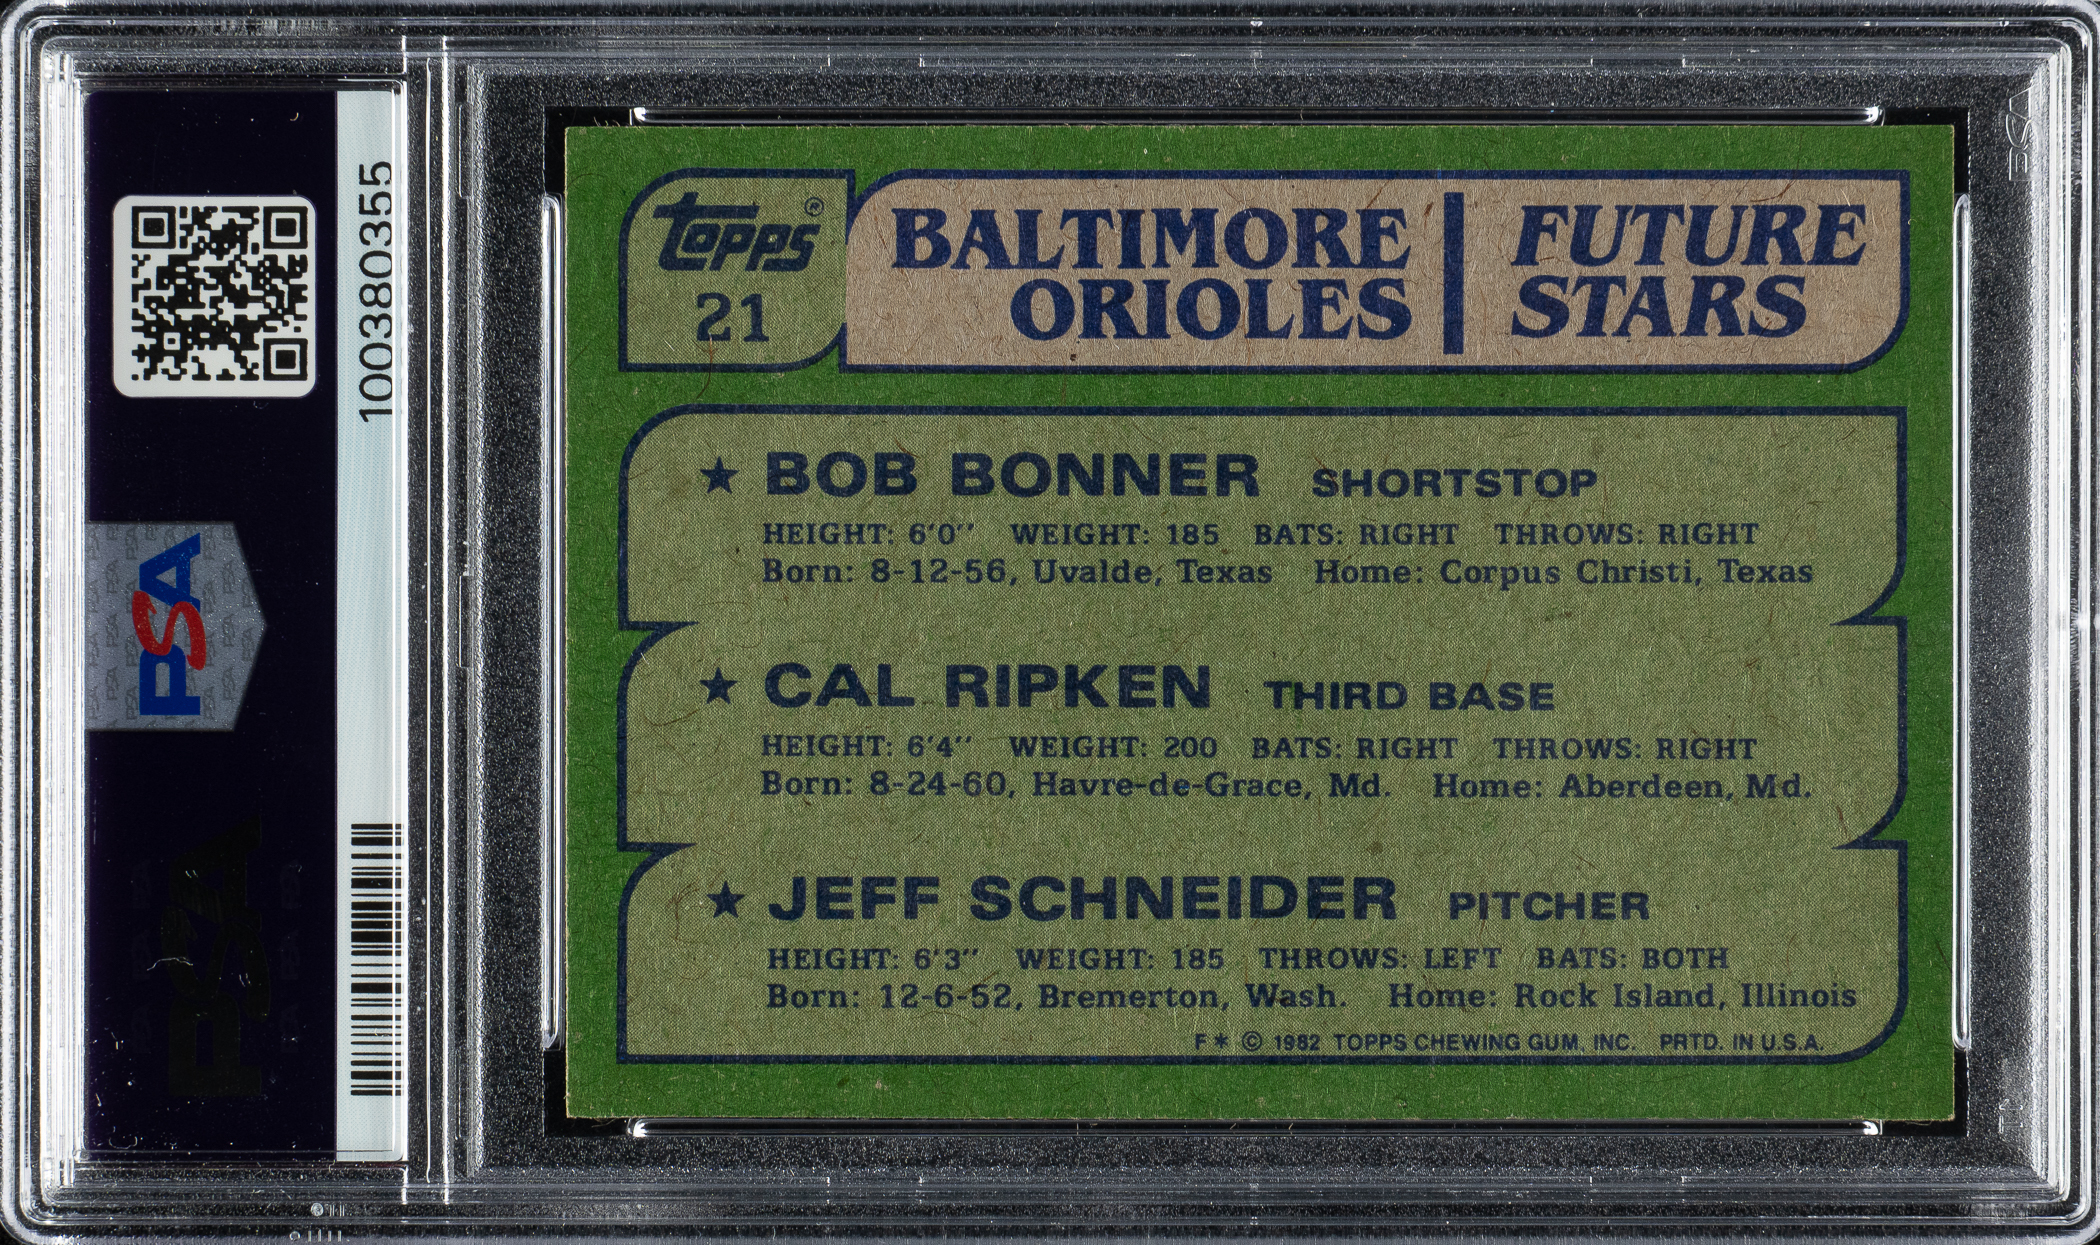 100380355
PSA
topps®
21
BALTIMORE
ORIOLES
FUTURE
STARS
★ BOB BONNER SHORTSTOP
HEIGHT: 6'0" WEIGHT: 185 BATS: RIGHT THROWS: RIGHT
Born: 8-12-56, Uvalde, Texas Home: Corpus Christi, Texas
★ CAL RIPKEN THIRD BASE
HEIGHT: 6'4" WEIGHT: 200 BATS: RIGHT THROWS: RIGHT
Born: 8-24-60, Havre-de-Grace, Md. Home: Aberdeen, Md.
★ JEFF SCHNEIDER PITCHER
HEIGHT: 6'3" WEIGHT: 185 THROWS: LEFT BATS: BOTH
Born: 12-6-52, Bremerton, Wash. Home: Rock Island, Illinois
F * © 1982 TOPPS CHEWING GUM, INC. PRTD. IN U.S.A.
PSA
PSA